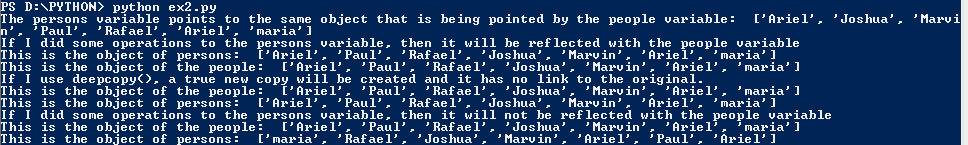 PS D:\PYTHON> python ex2.py
The persons variable points to the same object that is being pointed by the people variable:  ['Ariel', 'Joshua', 'Marvi
n', 'Paul', 'Rafael', 'Ariel', 'maria']
If I did some operations to the persons variable, then it will be reflected with the people variable
This is the object of persons:  ['Ariel', 'Paul', 'Rafael', 'Joshua', 'Marvin', 'Ariel', 'maria']
This is the object of the people:  ['Ariel', 'Paul', 'Rafael', 'Joshua', 'Marvin', 'Ariel', 'maria']
If I use deepcopy(), a true new copy will be created and it has no link to the original.
This is the object of the people:  ['Ariel', 'Paul', 'Rafael', 'Joshua', 'Marvin', 'Ariel', 'maria']
This is the object of persons:  ['Ariel', 'Paul', 'Rafael', 'Joshua', 'Marvin', 'Ariel', 'maria']
If I did some operations to the persons variable, then it will not be reflected with the people variable
This is the object of the people:  ['Ariel', 'Paul', 'Rafael', 'Joshua', 'Marvin', 'Ariel', 'maria']
This is the object of persons:  ['maria', 'Rafael', 'Joshua', 'Marvin', 'Ariel', 'Paul', 'Ariel']